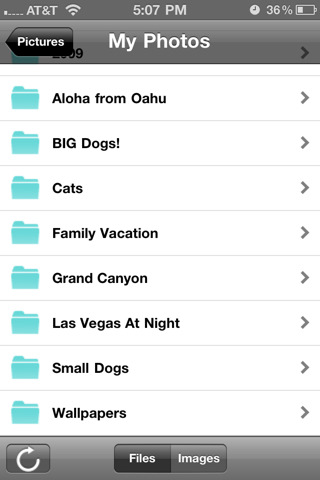 AT&T 5:07 PM 36%
Pictures My Photos
2009
Aloha from Oahu
BIG Dogs!
Cats
Family Vacation
Grand Canyon
Las Vegas At Night
Small Dogs
Wallpapers
Files Images